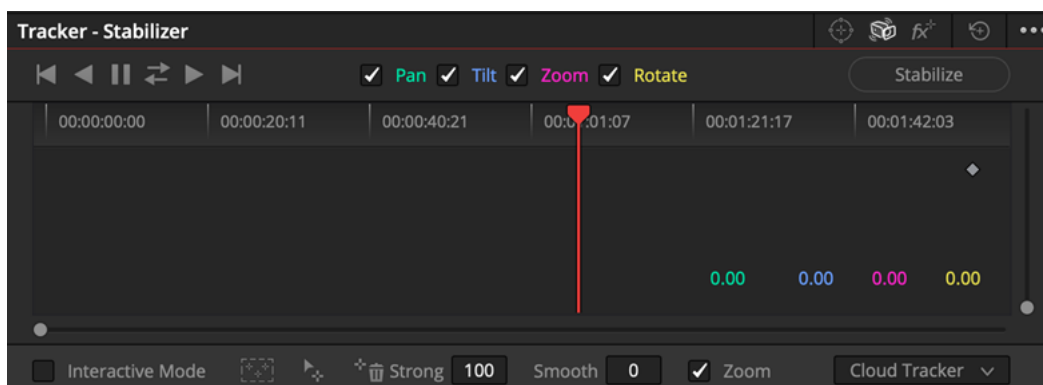 Tracker - Stabilizer
Pan Tilt Zoom Rotate Stabilize
00:00:00:00 00:00:20:11 00:00:40:21 00:01:01:07 00:01:21:17 00:01:42:03
0.00 0.00 0.00 0.00
Interactive Mode Strong 100 Smooth 0 Zoom Cloud Tracker